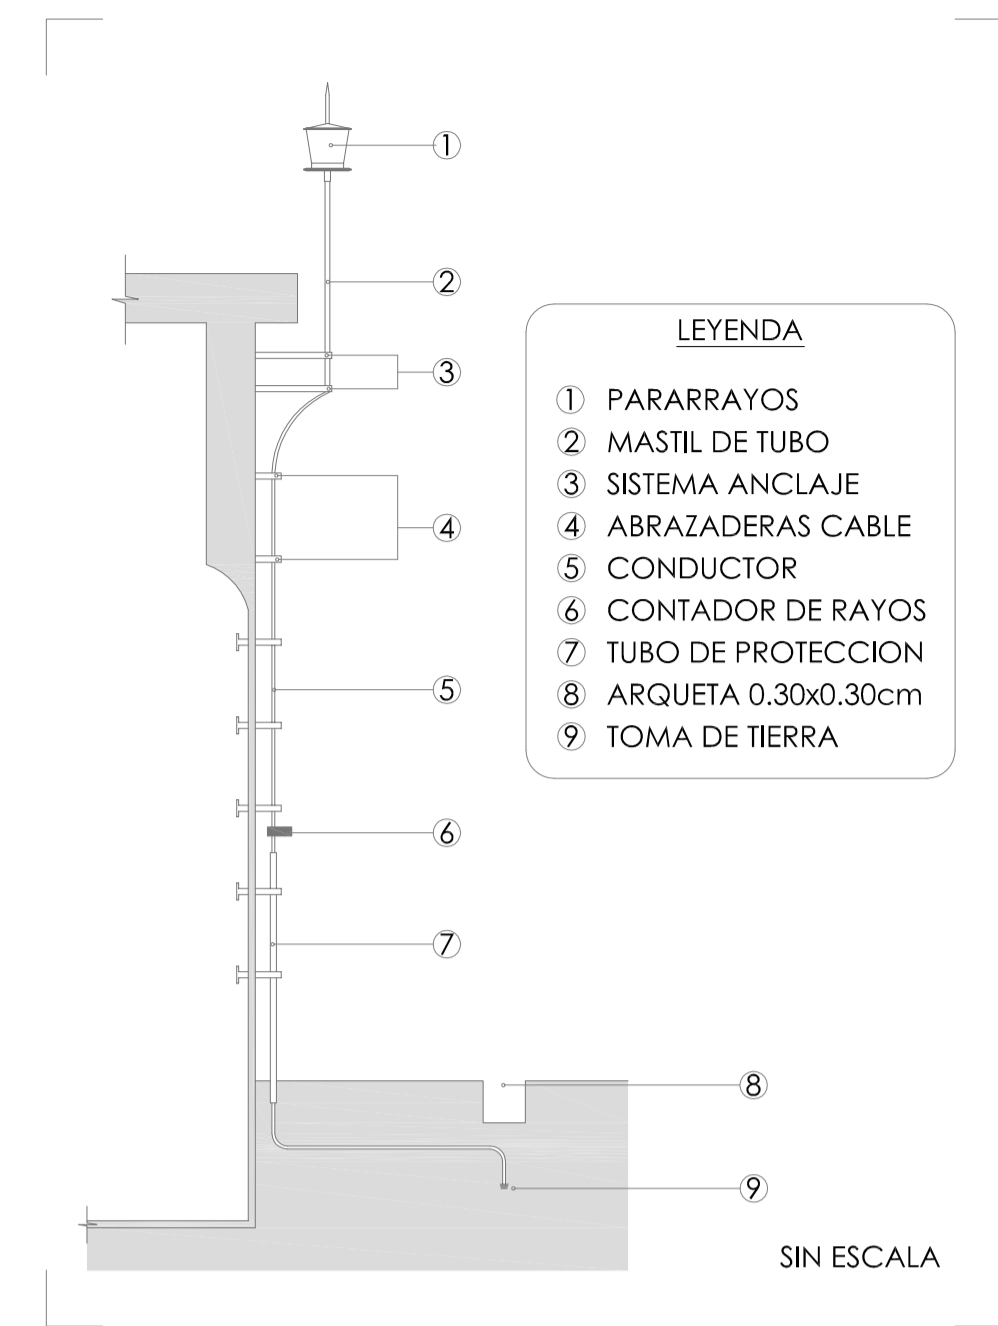 1
2
3
4
5
6
7
8
9
LEYENDA
1 PARARRAYOS
2 MASTIL DE TUBO
3 SISTEMA ANCLAJE
4 ABRAZADERAS CABLE
5 CONDUCTOR
6 CONTADOR DE RAYOS
7 TUBO DE PROTECCION
8 ARQUETA 0.30x0.30cm
9 TOMA DE TIERRA
SIN ESCALA